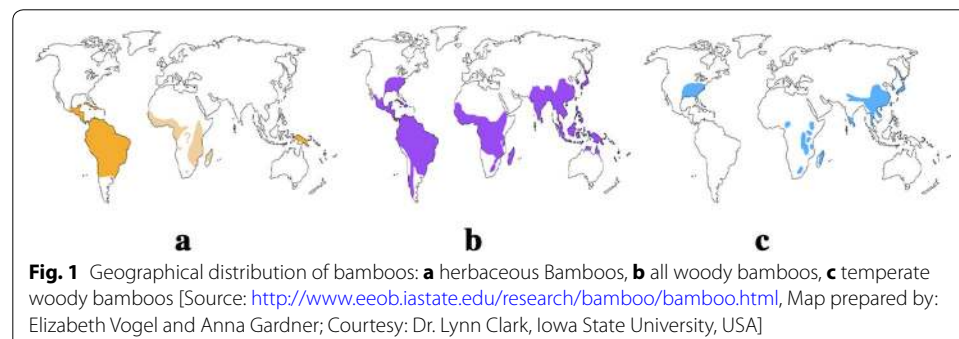 a b c
Fig. 1 Geographical distribution of bamboos: a herbaceous Bamboos, b all woody bamboos, c temperate
woody bamboos [Source: http://www.eeob.iastate.edu/research/bamboo/bamboo.html, Map prepared by:
Elizabeth Vogel and Anna Gardner; Courtesy: Dr. Lynn Clark, Iowa State University, USA]